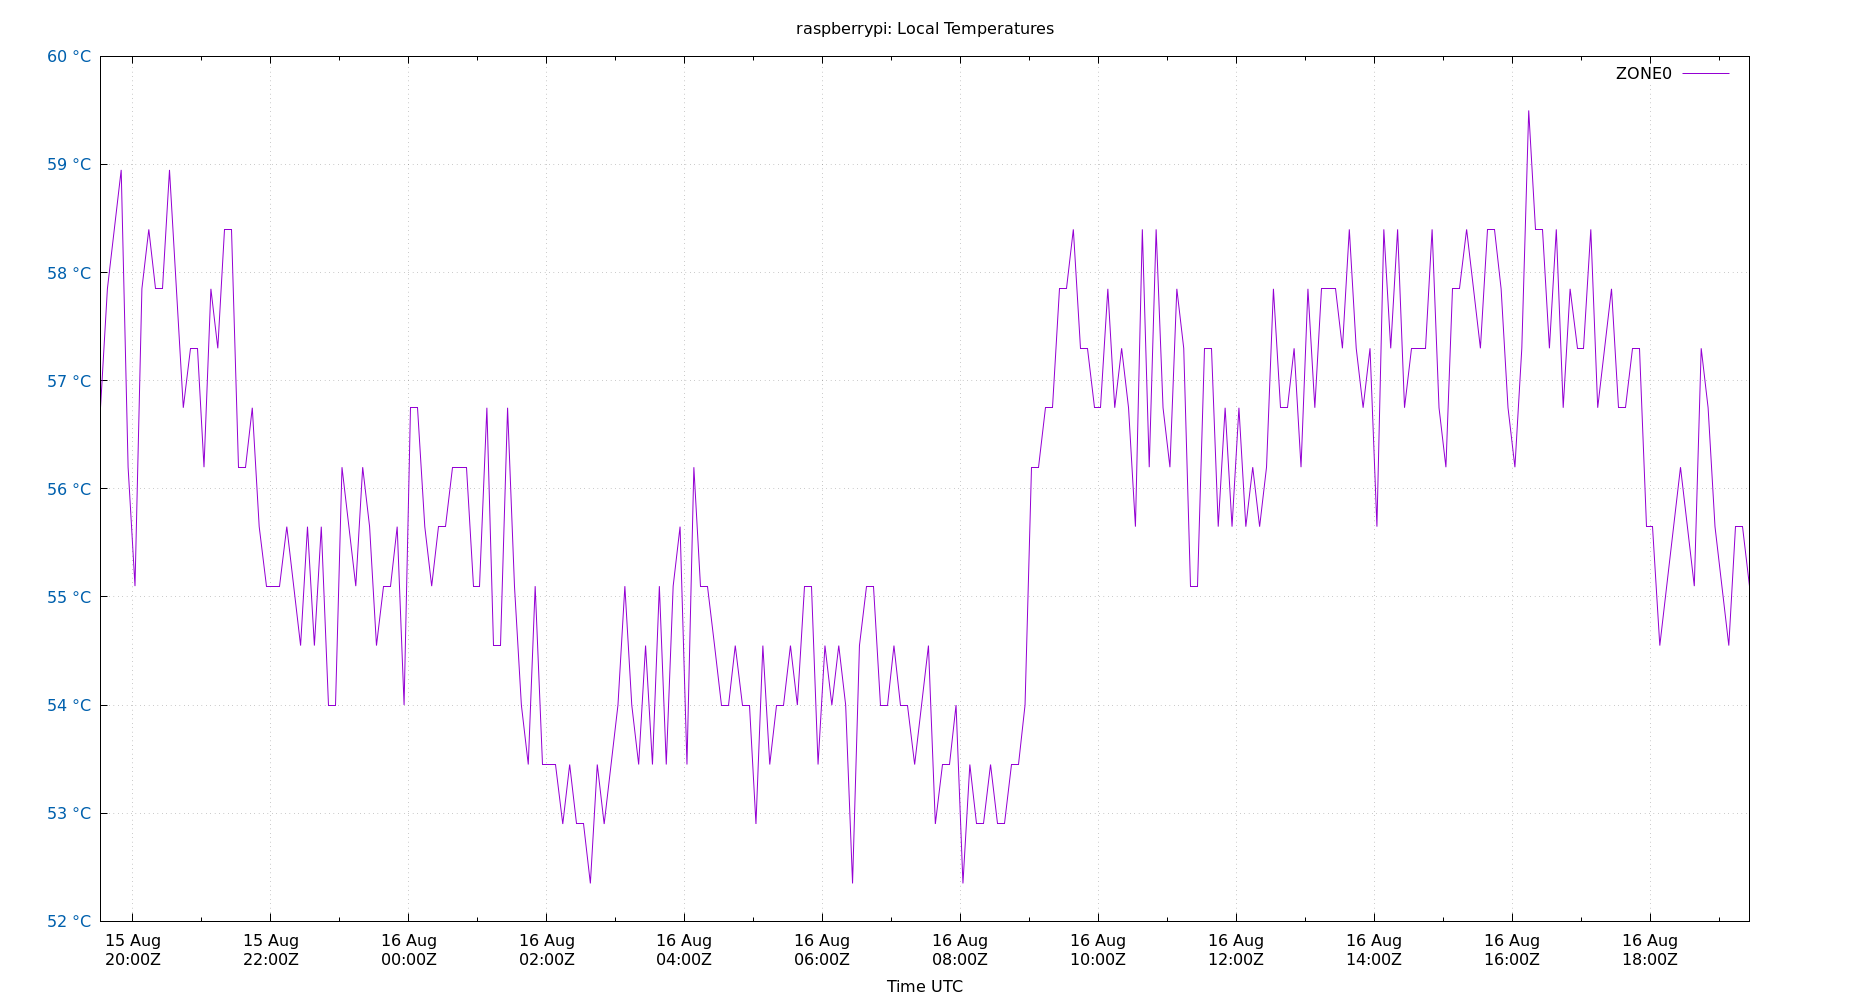 raspberrypi: Local Temperatures
60 °C
ZONE0
59 °C
58 °C
57 °C
56 °C
55 °C
54 °C
53 °C
52 °C
15 Aug 15 Aug 16 Aug 16 Aug 16 Aug 16 Aug 16 Aug 16 Aug 16 Aug 16 Aug 16 Aug 16 Aug
20:00Z 22:00Z 00:00Z 02:00Z 04:00Z 06:00Z 08:00Z 10:00Z 12:00Z 14:00Z 16:00Z 18:00Z
Time UTC